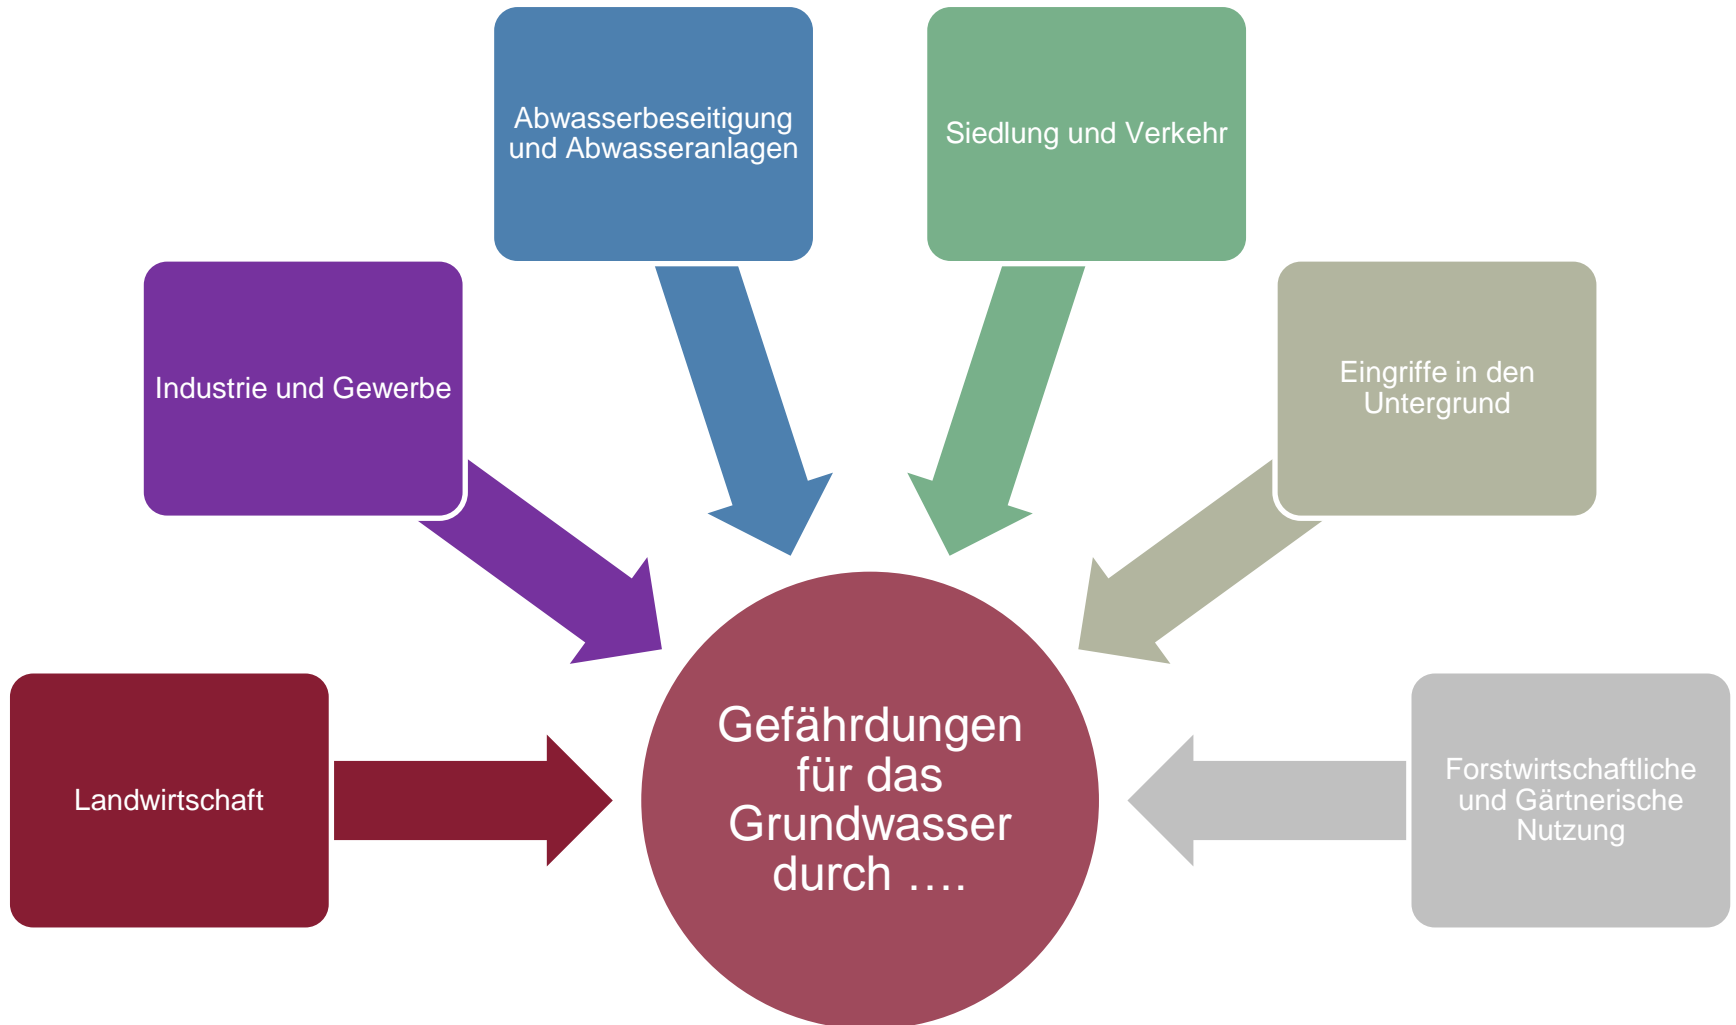 Abwasserbeseitigung
und Abwasseranlagen
Siedlung und Verkehr
Industrie und Gewerbe
Eingriffe in den
Untergrund
Landwirtschaft
Gefährdungen
für das
Grundwasser
durch ....
Forstwirtschaftliche
und Gärtnerische
Nutzung